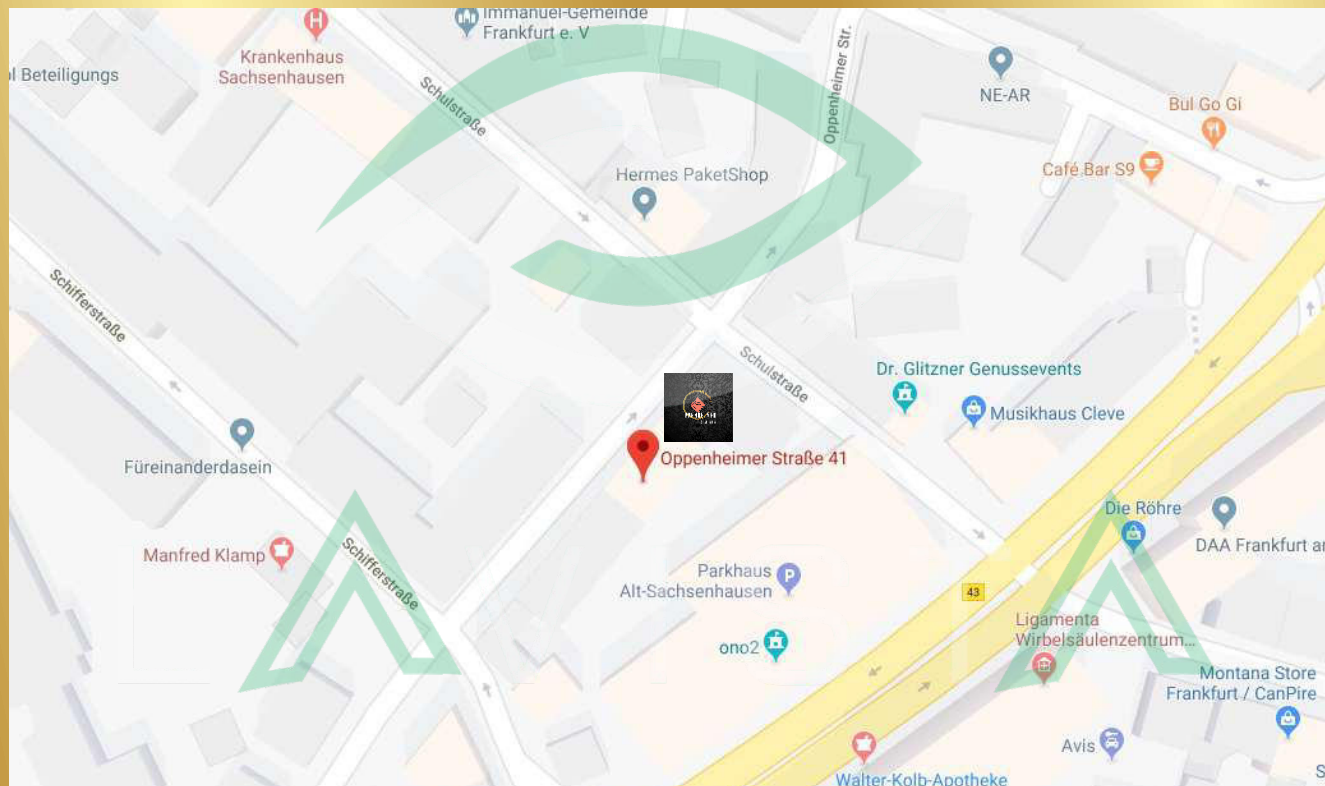 Immanuel-Gemeinde
Frankfurt e. V
Krankenhaus
Sachsenhausen
Beteiligungs
Schulstraße
Oppenheimer Str.
NE-AR
Bul Go Gi
Café Bar S9
Hermes PaketShop
Schifferstraße
Schulstraße
Dr. Glitzner Genussevents
Musikhaus Cleve
Oppenheimer Straße 41
Füreinanderdasein
Die Röhre
DAA Frankfurt
Manfred Klamp
Schifferstraße
Parkhaus
Alt-Sachsenhausen
P
43
ono2
Ligamenta
Wirbelsäulenzentrum...
Montana Store
Frankfurt / CanPire
Avis
Walter-Kolb-Apotheke
H